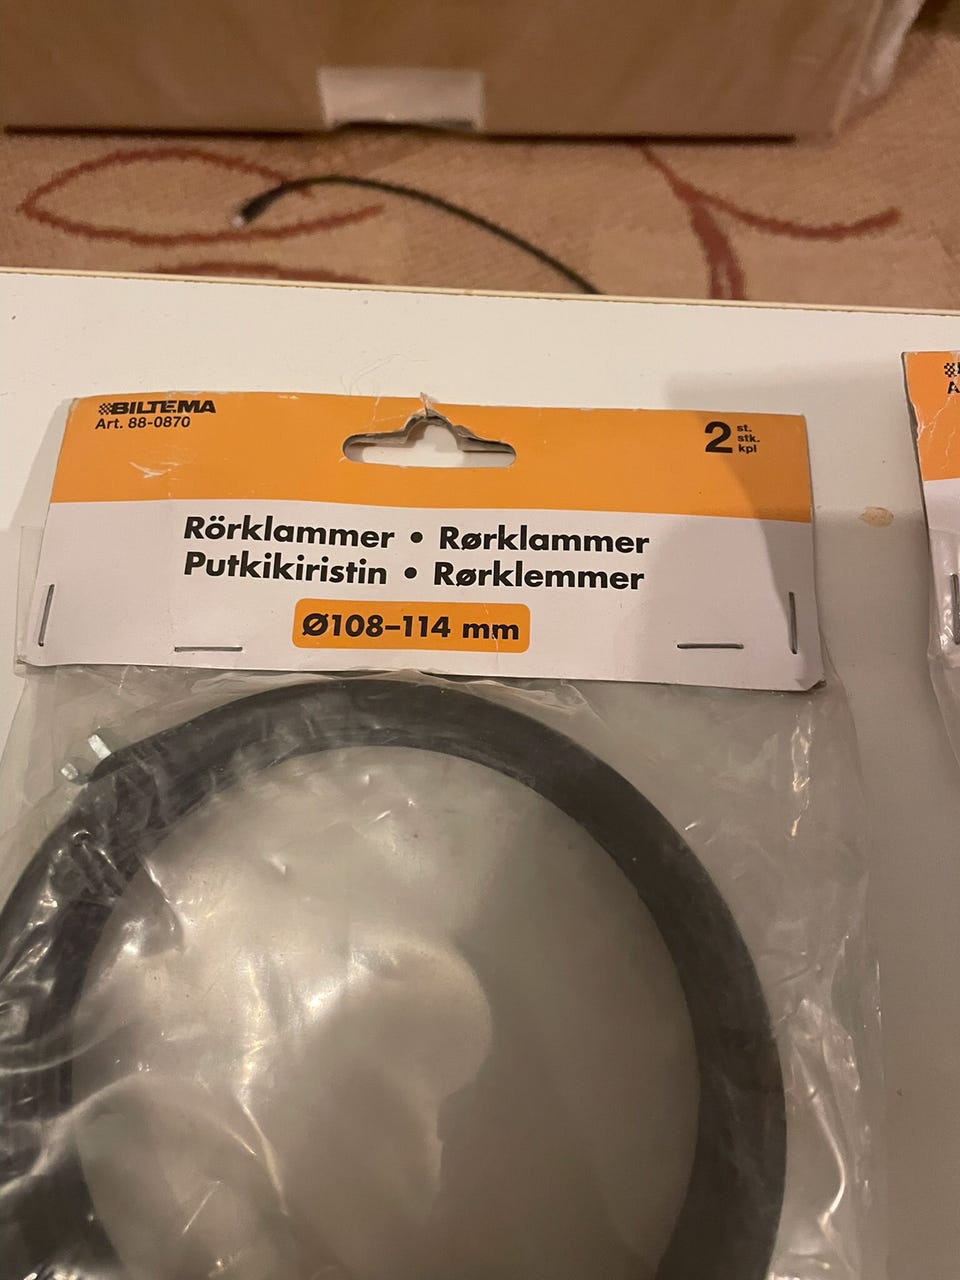 BILTEMA
Art. 88-0870
2 st.
stk.
kpl
Rörklammer • Rørklammer
Putkikiristin • Rørklemmer
Ø108–114 mm